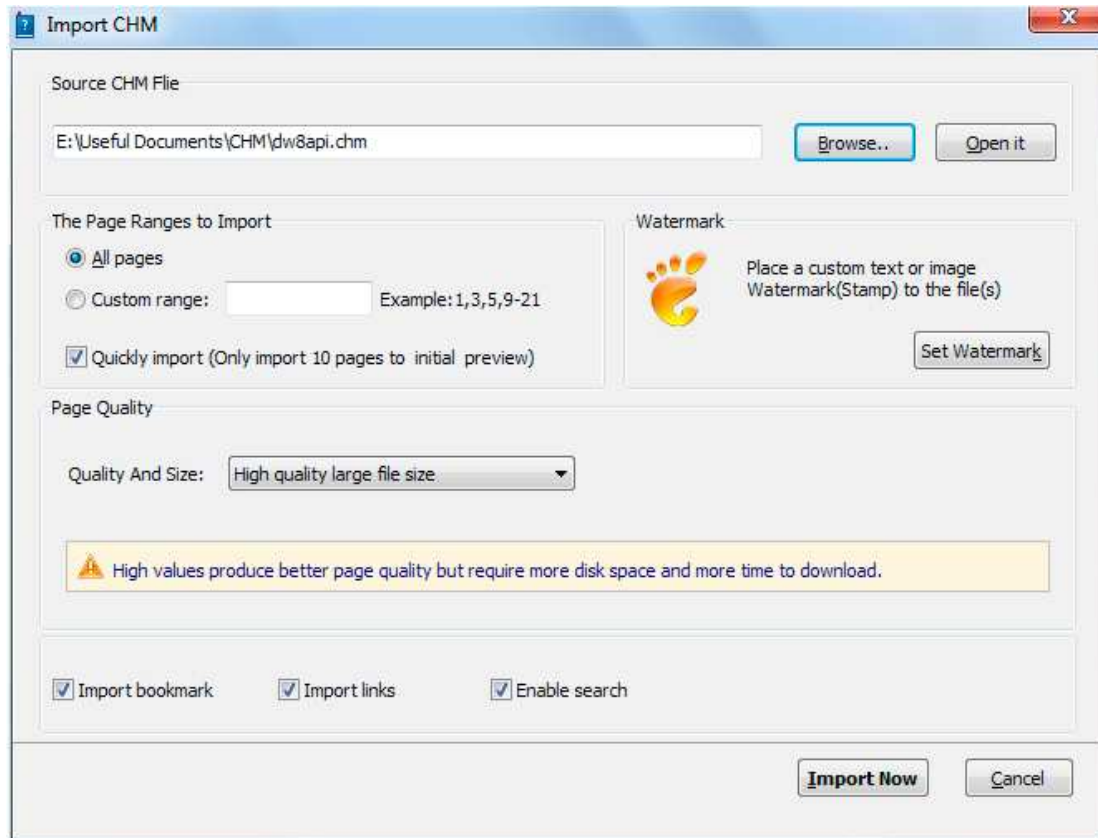 Import CHM
Source CHM Flie
E:\Useful Documents\CHM\dw8api.chm
Browse..
Open it
The Page Ranges to Import
All pages
Custom range:
Example:1,3,5,9-21
Quickly import (Only import 10 pages to initial preview)
Watermark
Place a custom text or image
Watermark(Stamp) to the file(s)
Set Watermark
Page Quality
Quality And Size:
High quality large file size
High values produce better page quality but require more disk space and more time to download.
Import bookmark
Import links
Enable search
Import Now
Cancel